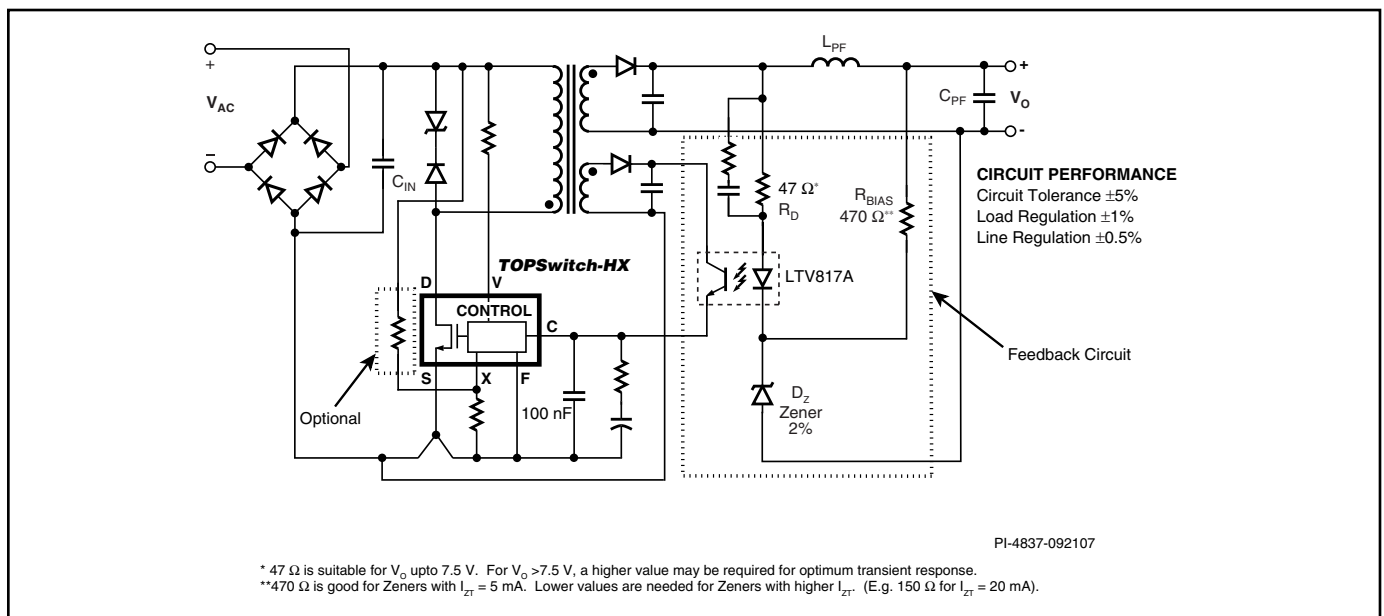 L_PF
+
V_AC
−
C_IN
C_PF
+
V_O
-
47 Ω*
R_D
R_BIAS
470 Ω**
CIRCUIT PERFORMANCE
Circuit Tolerance ±5%
Load Regulation ±1%
Line Regulation ±0.5%
TOPSwitch-HX
D
V
CONTROL
C
S
X
F
LTV817A
Optional
100 nF
D_Z
Zener
2%
Feedback Circuit
PI-4837-092107
* 47 Ω is suitable for V_O upto 7.5 V. For V_O >7.5 V, a higher value may be required for optimum transient response.
**470 Ω is good for Zeners with I_ZT = 5 mA. Lower values are needed for Zeners with higher I_ZT. (E.g. 150 Ω for I_ZT = 20 mA).